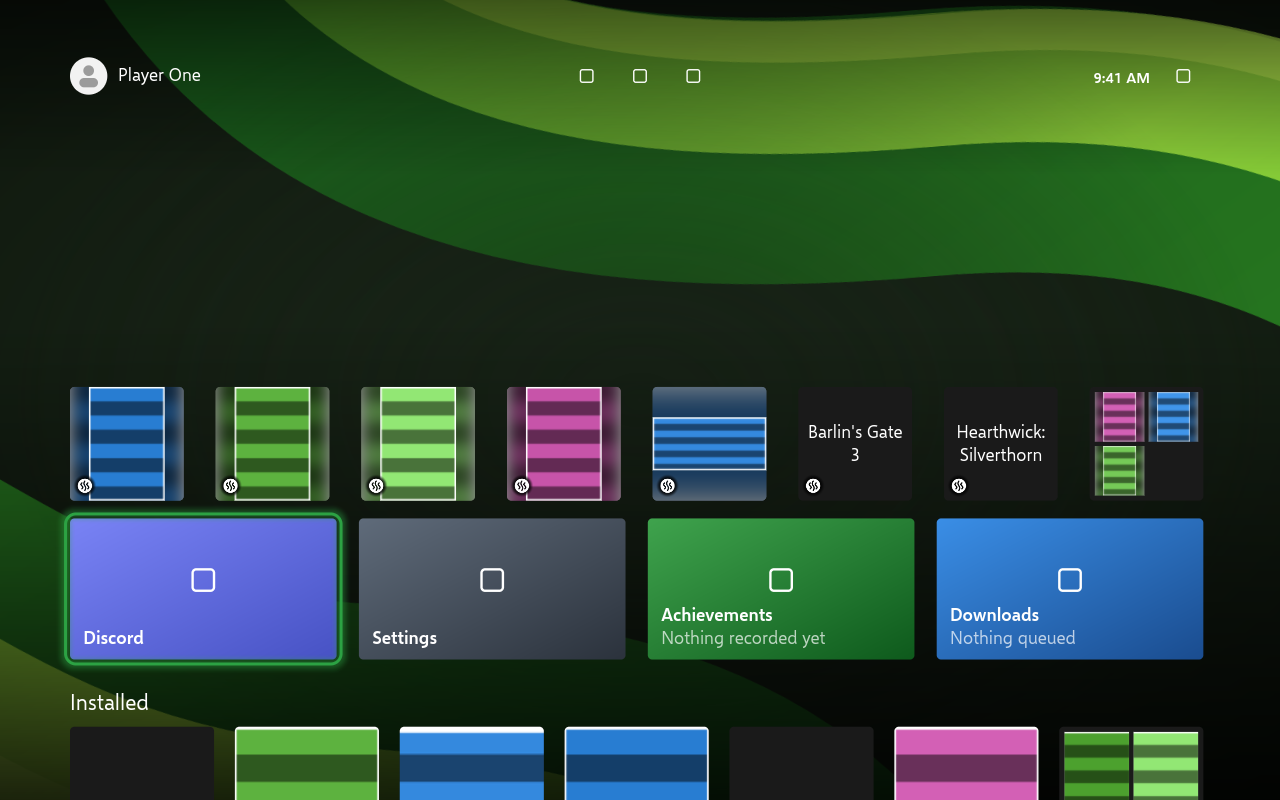 Player One
9:41 AM
Barlin's Gate
3
Hearthwick:
Silverthorn
Discord
Settings
Achievements
Nothing recorded yet
Downloads
Nothing queued
Installed